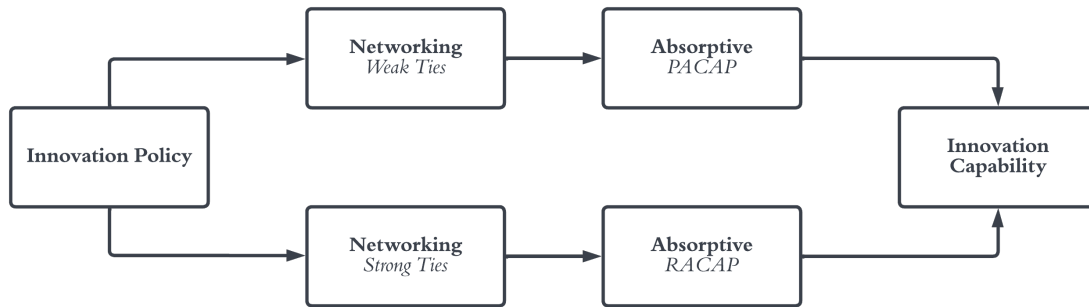 Networking
Weak Ties
Absorptive
PACAP
Innovation Policy
Innovation
Capability
Networking
Strong Ties
Absorptive
RACAP